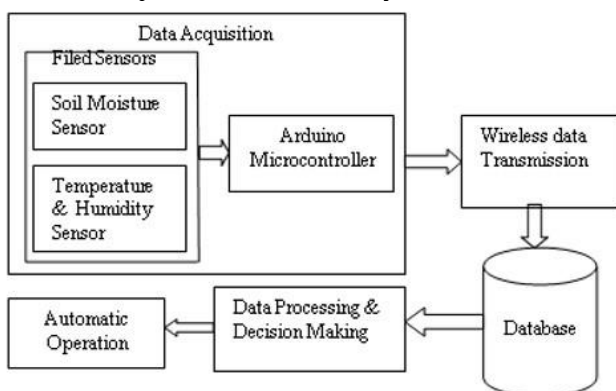 Data Acquisition
Filed Sensors
Soil Moisture
Sensor
Temperature
& Humidity
Sensor
Arduino
Microcontroller
Wireless data
Transmission
Database
Data Processing &
Decision Making
Automatic
Operation